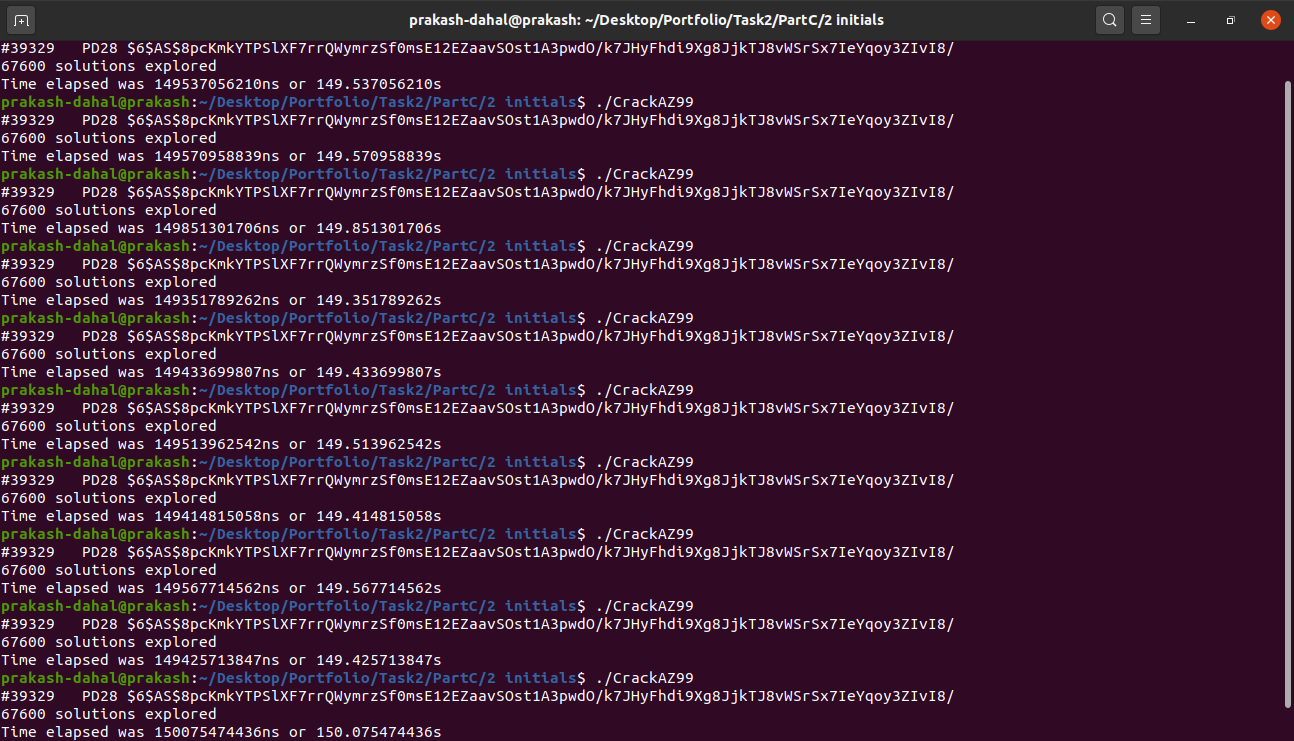 prakash-dahal@prakash: ~/Desktop/Portfolio/Task2/PartC/2 initials
#39329   PD28 $6$AS$8pcKmkYTPSlXF7rrQWymrzSf0msE12EZaavSOst1A3pwdO/k7JHyFhdi9Xg8JjkTJ8vWSrSx7IeYqoy3ZIvI8/
67600 solutions explored
Time elapsed was 149537056210ns or 149.537056210s
prakash-dahal@prakash:~/Desktop/Portfolio/Task2/PartC/2 initials$ ./CrackAZ99
#39329   PD28 $6$AS$8pcKmkYTPSlXF7rrQWymrzSf0msE12EZaavSOst1A3pwdO/k7JHyFhdi9Xg8JjkTJ8vWSrSx7IeYqoy3ZIvI8/
67600 solutions explored
Time elapsed was 149570958839ns or 149.570958839s
prakash-dahal@prakash:~/Desktop/Portfolio/Task2/PartC/2 initials$ ./CrackAZ99
#39329   PD28 $6$AS$8pcKmkYTPSlXF7rrQWymrzSf0msE12EZaavSOst1A3pwdO/k7JHyFhdi9Xg8JjkTJ8vWSrSx7IeYqoy3ZIvI8/
67600 solutions explored
Time elapsed was 149851301706ns or 149.851301706s
prakash-dahal@prakash:~/Desktop/Portfolio/Task2/PartC/2 initials$ ./CrackAZ99
#39329   PD28 $6$AS$8pcKmkYTPSlXF7rrQWymrzSf0msE12EZaavSOst1A3pwdO/k7JHyFhdi9Xg8JjkTJ8vWSrSx7IeYqoy3ZIvI8/
67600 solutions explored
Time elapsed was 149351789262ns or 149.351789262s
prakash-dahal@prakash:~/Desktop/Portfolio/Task2/PartC/2 initials$ ./CrackAZ99
#39329   PD28 $6$AS$8pcKmkYTPSlXF7rrQWymrzSf0msE12EZaavSOst1A3pwdO/k7JHyFhdi9Xg8JjkTJ8vWSrSx7IeYqoy3ZIvI8/
67600 solutions explored
Time elapsed was 149433699807ns or 149.433699807s
prakash-dahal@prakash:~/Desktop/Portfolio/Task2/PartC/2 initials$ ./CrackAZ99
#39329   PD28 $6$AS$8pcKmkYTPSlXF7rrQWymrzSf0msE12EZaavSOst1A3pwdO/k7JHyFhdi9Xg8JjkTJ8vWSrSx7IeYqoy3ZIvI8/
67600 solutions explored
Time elapsed was 149513962542ns or 149.513962542s
prakash-dahal@prakash:~/Desktop/Portfolio/Task2/PartC/2 initials$ ./CrackAZ99
#39329   PD28 $6$AS$8pcKmkYTPSlXF7rrQWymrzSf0msE12EZaavSOst1A3pwdO/k7JHyFhdi9Xg8JjkTJ8vWSrSx7IeYqoy3ZIvI8/
67600 solutions explored
Time elapsed was 149414815058ns or 149.414815058s
prakash-dahal@prakash:~/Desktop/Portfolio/Task2/PartC/2 initials$ ./CrackAZ99
#39329   PD28 $6$AS$8pcKmkYTPSlXF7rrQWymrzSf0msE12EZaavSOst1A3pwdO/k7JHyFhdi9Xg8JjkTJ8vWSrSx7IeYqoy3ZIvI8/
67600 solutions explored
Time elapsed was 149567714562ns or 149.567714562s
prakash-dahal@prakash:~/Desktop/Portfolio/Task2/PartC/2 initials$ ./CrackAZ99
#39329   PD28 $6$AS$8pcKmkYTPSlXF7rrQWymrzSf0msE12EZaavSOst1A3pwdO/k7JHyFhdi9Xg8JjkTJ8vWSrSx7IeYqoy3ZIvI8/
67600 solutions explored
Time elapsed was 149425713847ns or 149.425713847s
prakash-dahal@prakash:~/Desktop/Portfolio/Task2/PartC/2 initials$ ./CrackAZ99
#39329   PD28 $6$AS$8pcKmkYTPSlXF7rrQWymrzSf0msE12EZaavSOst1A3pwdO/k7JHyFhdi9Xg8JjkTJ8vWSrSx7IeYqoy3ZIvI8/
67600 solutions explored
Time elapsed was 150075474436ns or 150.075474436s